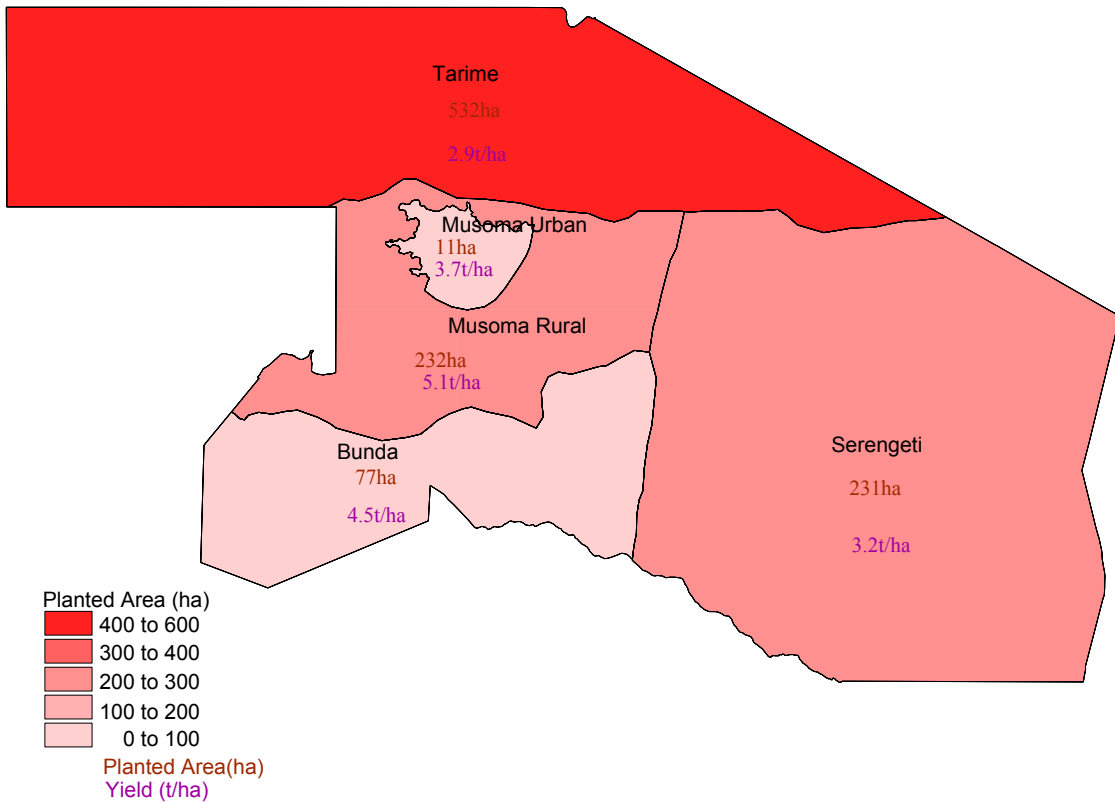 Tarime
532ha
2.9t/ha
Musoma Urban
11ha
3.7t/ha
Musoma Rural
232ha
5.1t/ha
Bunda
77ha
4.5t/ha
Serengeti
231ha
3.2t/ha
Planted Area (ha)
400 to 600
300 to 400
200 to 300
100 to 200
0 to 100
Planted Area(ha)
Yield (t/ha)